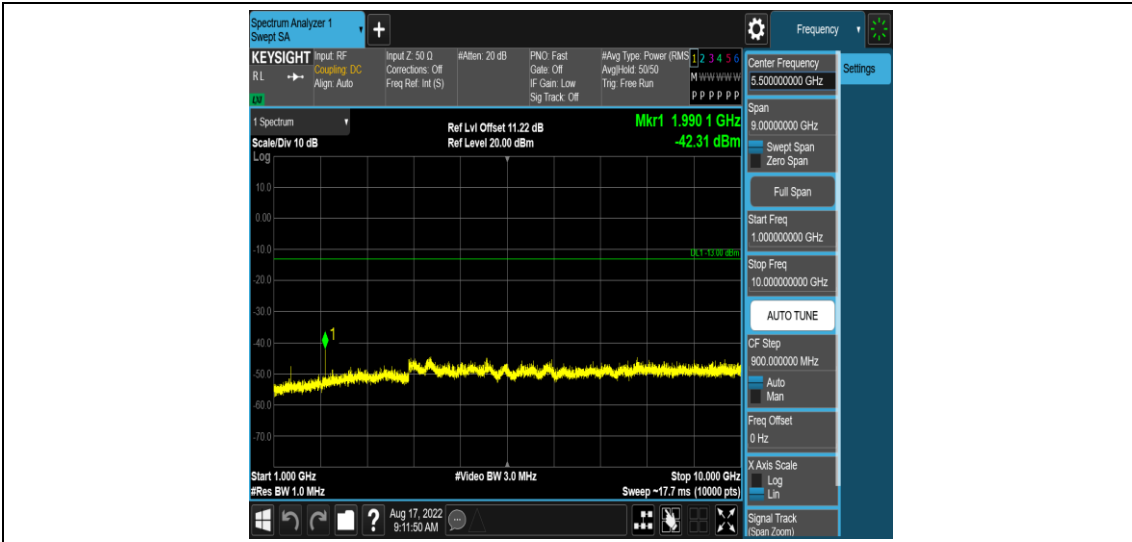 Spectrum Analyzer 1
Swept SA
+
Frequency
KEYSIGHT
RL
LXI
Input: RF
Coupling: DC
Align: Auto
Input Z: 50 Ω
Corrections: Off
Freq Ref: Int (S)
#Atten: 20 dB
PNO: Fast
Gate: Off
IF Gain: Low
Sig Track: Off
#Avg Type: Power (RMS
Avg|Hold: 50/50
Trig: Free Run
1 2 3 4 5 6
M W W W W W
P P P P P P
Center Frequency
5.500000000 GHz
Settings
Span
9.00000000 GHz
Swept Span
Zero Span
Full Span
Start Freq
1.000000000 GHz
Stop Freq
10.000000000 GHz
AUTO TUNE
CF Step
900.000000 MHz
Auto
Man
Freq Offset
0 Hz
X Axis Scale
Log
Lin
Signal Track
(Span Zoom)
1 Spectrum
Scale/Div 10 dB
Ref Lvl Offset 11.22 dB
Ref Level 20.00 dBm
Mkr1 1.990 1 GHz
-42.31 dBm
Log
10.0
0.00
-10.0
DL1 -13.00 dBm
-20.0
-30.0
1
-40.0
-50.0
-60.0
-70.0
Start 1.000 GHz
#Video BW 3.0 MHz
Stop 10.000 GHz
#Res BW 1.0 MHz
Sweep ~17.7 ms (10000 pts)
?
Aug 17, 2022
9:11:50 AM